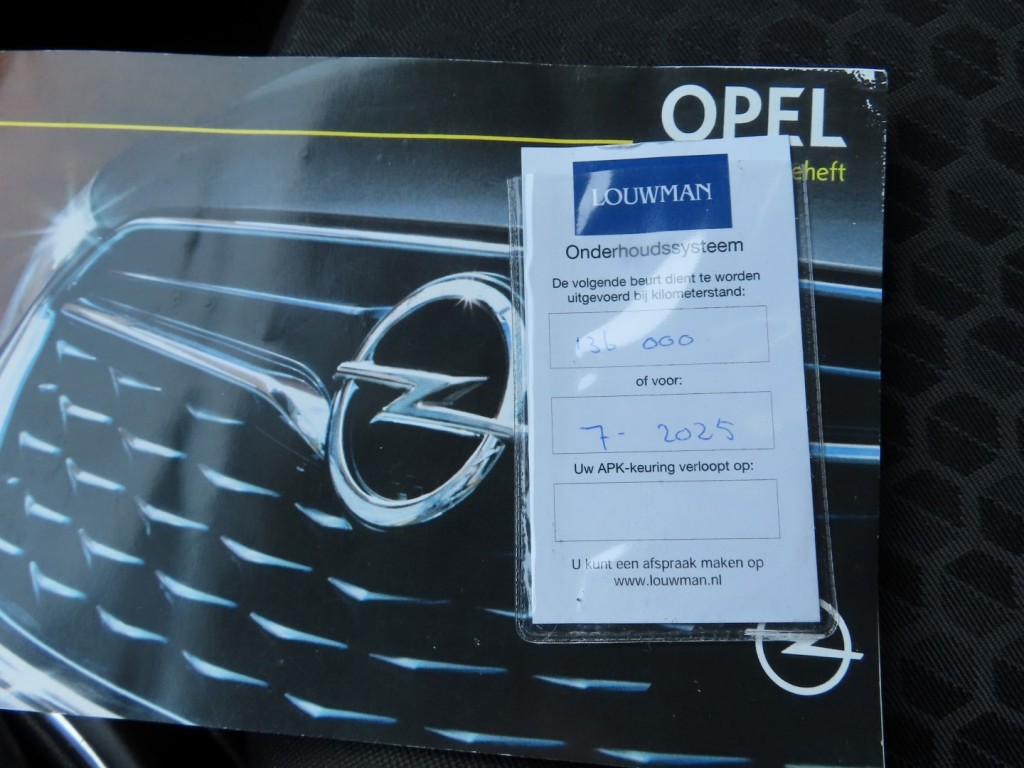 OPEL
eheft
LOUWMAN
Onderhoudssysteem
De volgende beurt dient te worden
uitgevoerd bij kilometerstand:
136 000
of voor:
7- 2025
Uw APK-keuring verloopt op:
U kunt een afspraak maken op
www.louwman.nl